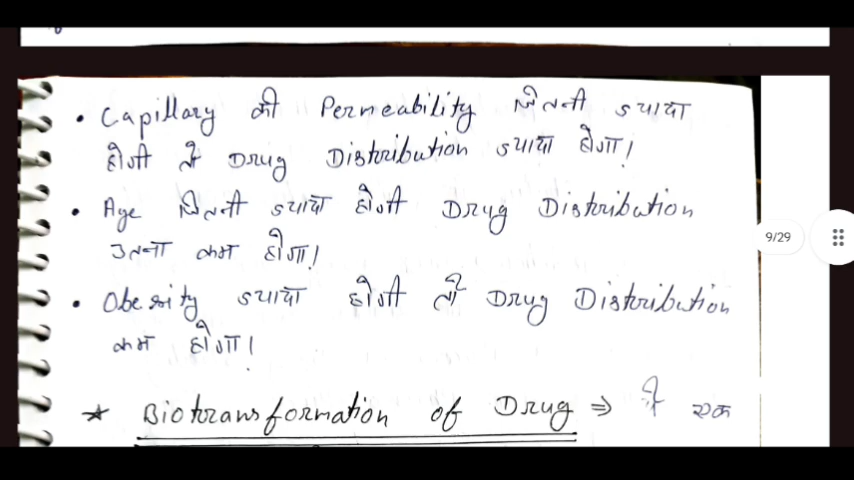 • Capillary की Permeability जितनी ज्यादा
होगी तो Drug Distribution ज्यादा होगा!
• Age जितनी ज्यादा होगी Drug Distribution
उतना कम होगा!
9/29
• Obesity ज्यादा होगी तो Drug Distribution
कम होगा!
* Biotransformation of Drug ⇒ ये एक